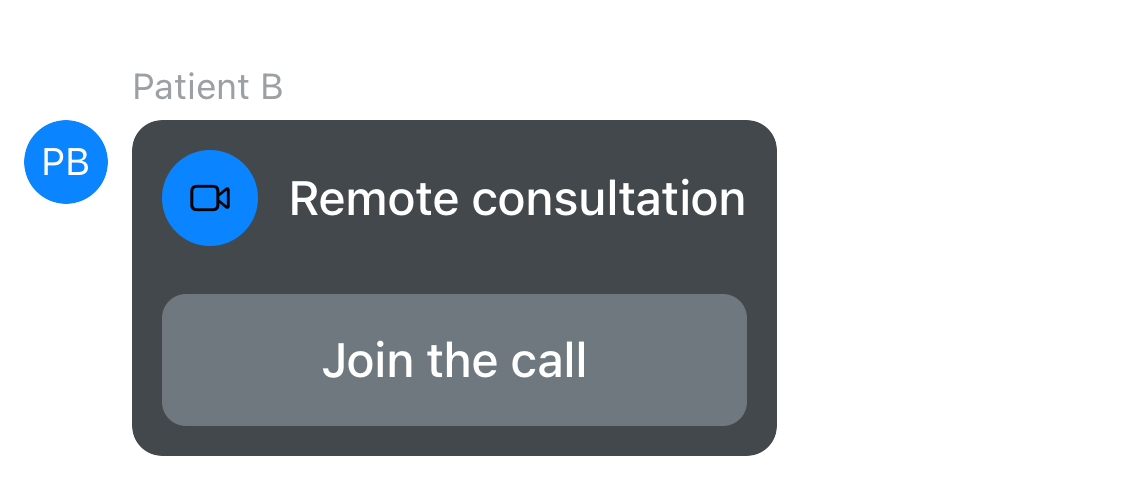 Patient B
PB
Remote consultation
Join the call